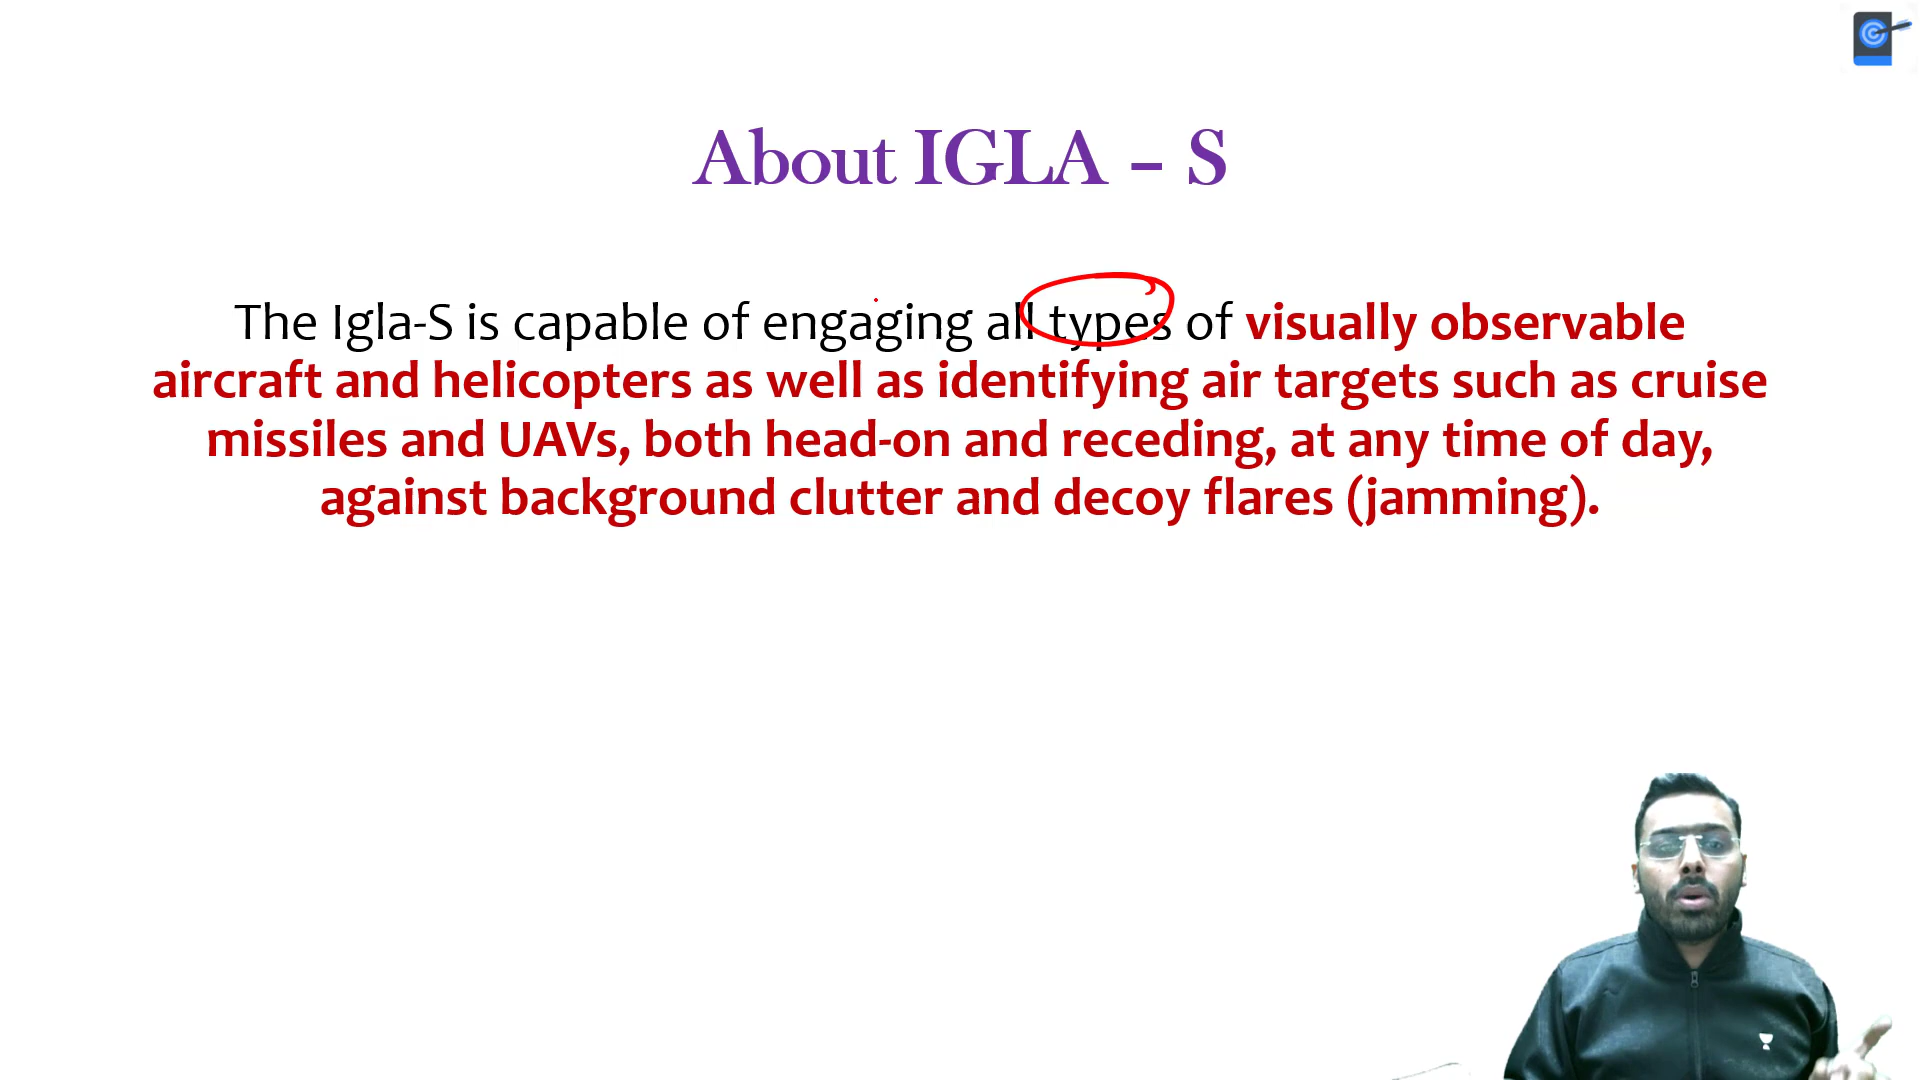 About IGLA – S
The Igla-S is capable of engaging all types of visually observable
aircraft and helicopters as well as identifying air targets such as cruise
missiles and UAVs, both head-on and receding, at any time of day,
against background clutter and decoy flares (jamming).